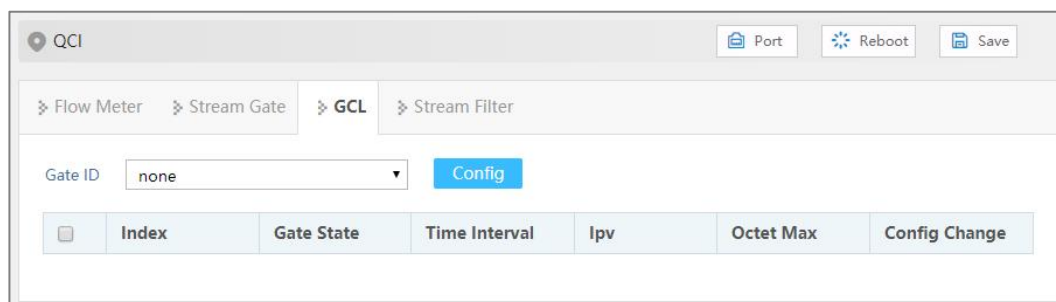 QCI Port Reboot Save
Flow Meter Stream Gate GCL Stream Filter
Gate ID none Config
Index Gate State Time Interval Ipv Octet Max Config Change